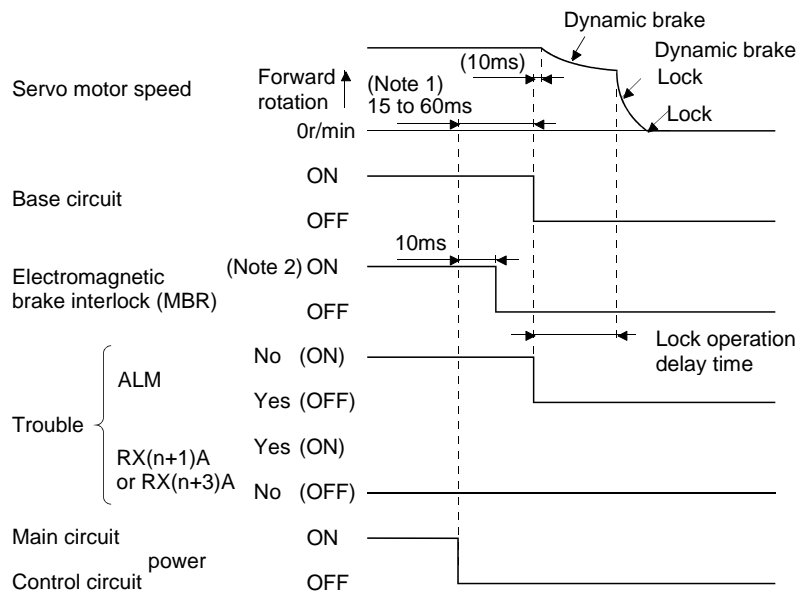 Dynamic brake
Dynamic brake
Lock
Lock
Servo motor speed
Forward
rotation
0r/min
(Note 1)
15 to 60ms
(10ms)
Base circuit
ON
OFF
10ms
Electromagnetic
brake interlock (MBR)
(Note 2) ON
OFF
Lock operation
delay time
Trouble
ALM
No (ON)
Yes (OFF)
RX(n+1)A
or RX(n+3)A
Yes (ON)
No (OFF)
Main circuit
power
Control circuit
ON
OFF